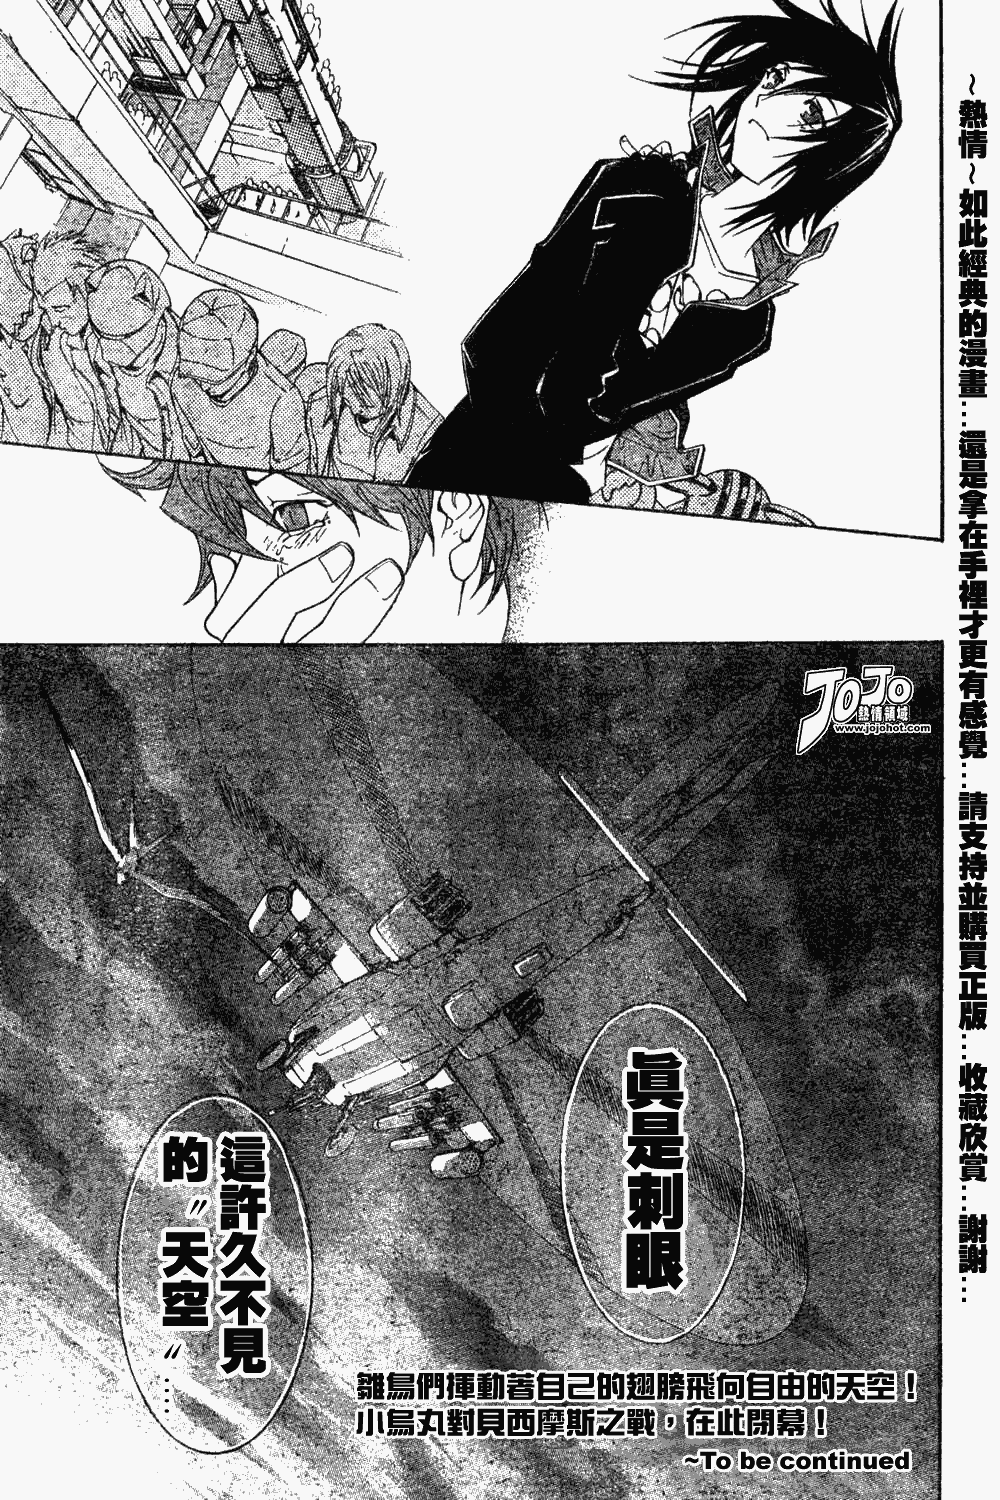 ~熱情~如此經典的漫畫...還是拿在手裡才更有感覺...請支持並購買正版...收藏欣賞...謝謝...
JOJO
熱情領域
www.jojohot.com
眞是刺眼
這許久不見
的〝天空〞……
雛鳥們揮動著自己的翅膀飛向自由的天空！
小烏丸對貝西摩斯之戰，在此閉幕！
~To be continued